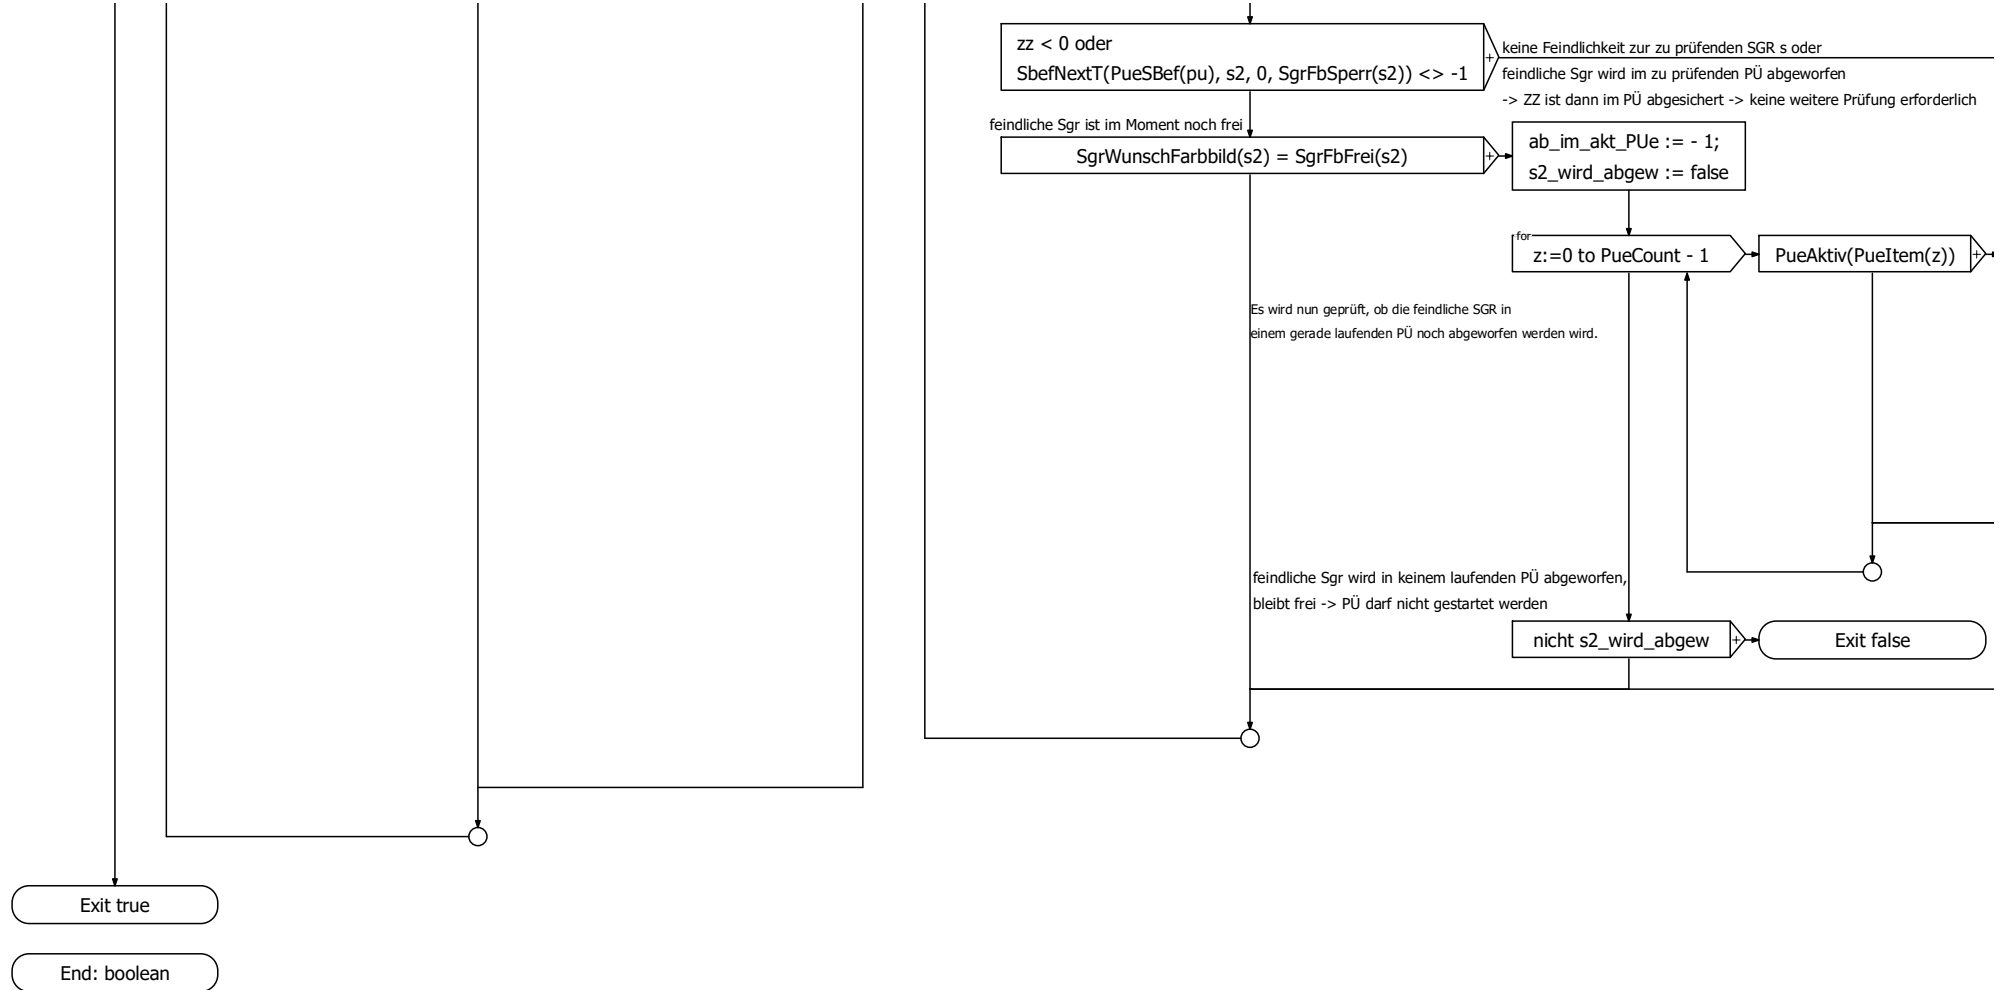 zz < 0 oder
SbefNextT(PueSBef(pu), s2, 0, SgrFbSperr(s2)) <> -1
+
keine Feindlichkeit zur zu prüfenden SGR s oder
feindliche Sgr wird im zu prüfenden PÜ abgeworfen
-> ZZ ist dann im PÜ abgesichert -> keine weitere Prüfung erforderlich
feindliche Sgr ist im Moment noch frei
SgrWunschFarbbild(s2) = SgrFbFrei(s2)
+
ab_im_akt_PUe := - 1;
s2_wird_abgew := false
for
z:=0 to PueCount - 1
PueAktiv(PueItem(z))
+
Es wird nun geprüft, ob die feindliche SGR in
einem gerade laufenden PÜ noch abgeworfen werden wird.
feindliche Sgr wird in keinem laufenden PÜ abgeworfen,
bleibt frei -> PÜ darf nicht gestartet werden
nicht s2_wird_abgew
+
Exit false
Exit true
End: boolean